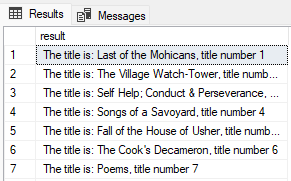 Results Messages
result
1 The title is: Last of the Mohicans, title number 1
2 The title is: The Village Watch-Tower, title numb...
3 The title is: Self Help; Conduct & Perseverance, ...
4 The title is: Songs of a Savoyard, title number 4
5 The title is: Fall of the House of Usher, title numb...
6 The title is: The Cook's Decameron, title number 6
7 The title is: Poems, title number 7